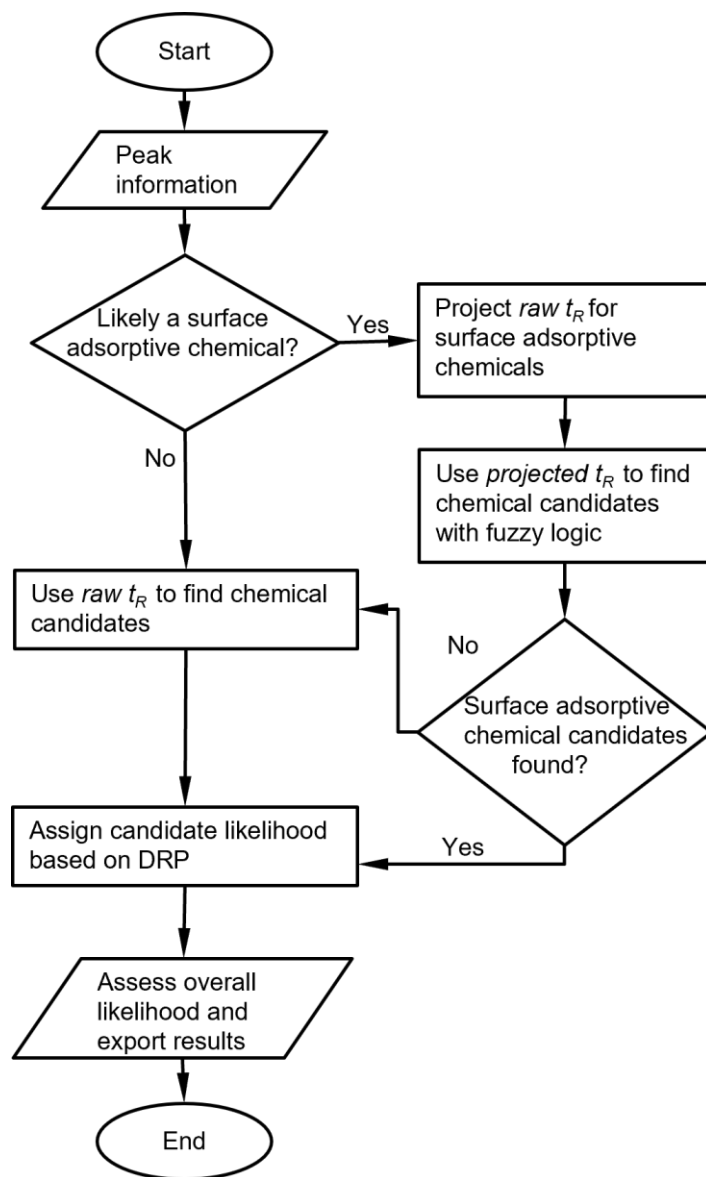 Start
Peak
information
Likely a surface
adsorptive chemical?
Yes
Project raw tR for
surface adsorptive
chemicals
No
Use projected tR to find
chemical candidates
with fuzzy logic
Use raw tR to find chemical
candidates
No
Surface adsorptive
chemical candidates
found?
Yes
Assign candidate likelihood
based on DRP
Assess overall
likelihood and
export results
End